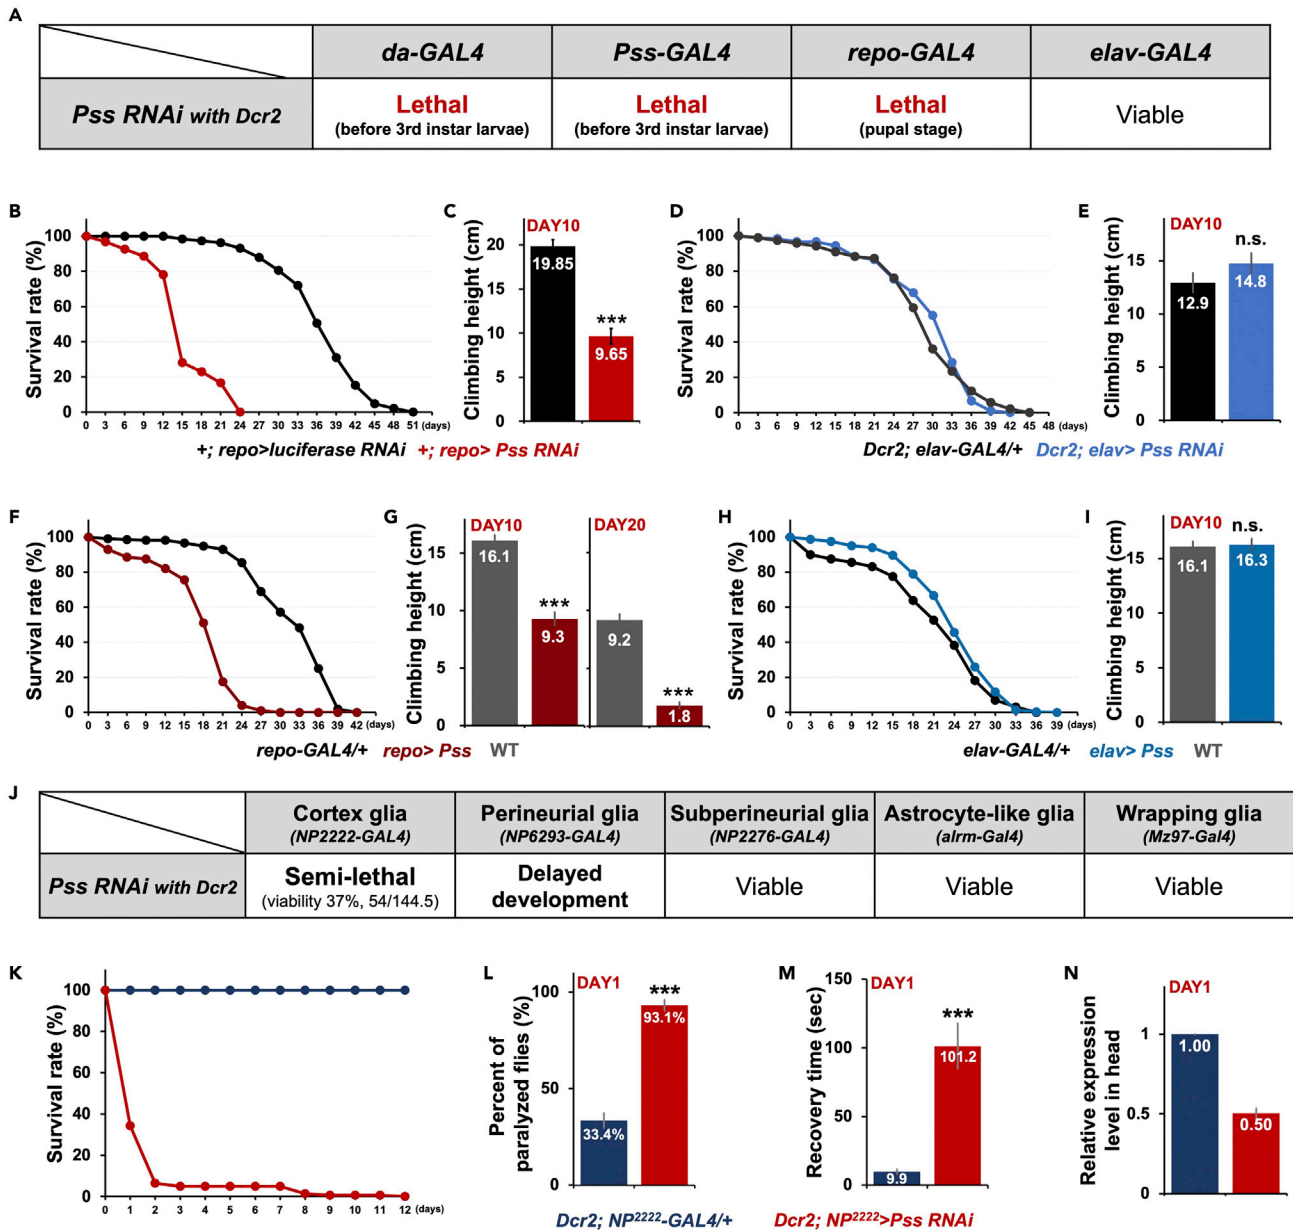 A
da-GAL4 Pss-GAL4 repo-GAL4 elav-GAL4
Pss RNAi with Dcr2
Lethal
(before 3rd instar larvae)
Lethal
(before 3rd instar larvae)
Lethal
(pupal stage)
Viable
B
Survival rate (%)
100
80
60
40
20
0
0 3 6 9 12 15 18 21 24 27 30 33 36 39 42 45 48 51 (days)
C
Climbing height (cm)
DAY10
20
15
10
5
0
19.85
***
9.65
+; repo>luciferase RNAi +; repo> Pss RNAi
D
Survival rate (%)
100
80
60
40
20
0
0 3 6 9 12 15 18 21 24 27 30 33 36 39 42 45 48 (days)
E
Climbing height (cm)
DAY10
n.s.
15
10
5
0
12.9
14.8
Dcr2; elav-GAL4/+ Dcr2; elav> Pss RNAi
F
Survival rate (%)
100
80
60
40
20
0
0 3 6 9 12 15 18 21 24 27 30 33 36 39 42 (days)
G
Climbing height (cm)
DAY10
DAY20
15
10
5
0
16.1
***
9.3
9.2
***
1.8
repo-GAL4/+ repo> Pss WT
H
Survival rate (%)
100
80
60
40
20
0
0 3 6 9 12 15 18 21 24 27 30 33 36 39 (days)
I
Climbing height (cm)
DAY10
n.s.
15
10
5
0
16.1
16.3
elav-GAL4/+ elav> Pss WT
J
Cortex glia
(NP2222-GAL4)
Perineurial glia
(NP6293-GAL4)
Subperineurial glia
(NP2276-GAL4)
Astrocyte-like glia
(alrm-Gal4)
Wrapping glia
(Mz97-Gal4)
Pss RNAi with Dcr2
Semi-lethal
(viability 37%, 54/144.5)
Delayed
development
Viable
Viable
Viable
K
Survival rate (%)
100
80
60
40
20
0
0 1 2 3 4 5 6 7 8 9 10 11 12 (days)
L
Percent of
paralyzed flies (%)
DAY1
100
50
0
***
33.4%
93.1%
M
Recovery time (sec)
DAY1
150
100
50
0
***
9.9
101.2
N
Relative expression
level in head
DAY1
1
0.5
0
1.00
0.50
Dcr2; NP²²²²-GAL4/+ Dcr2; NP²²²²>Pss RNAi